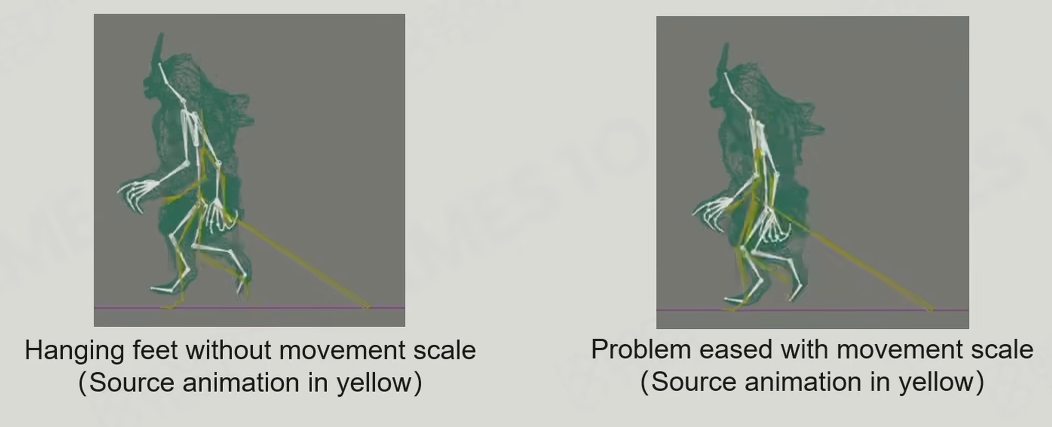 Hanging feet without movement scale
(Source animation in yellow)
Problem eased with movement scale
(Source animation in yellow)